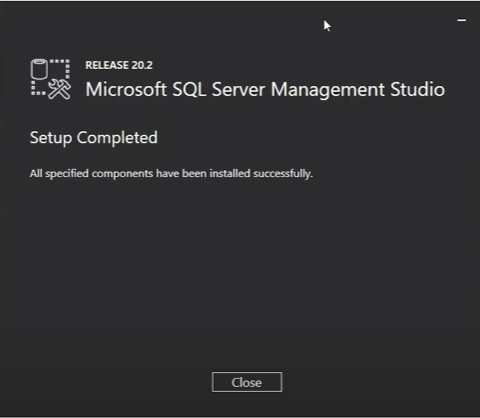 RELEASE 20.2
Microsoft SQL Server Management Studio
Setup Completed
All specified components have been installed successfully.
Close